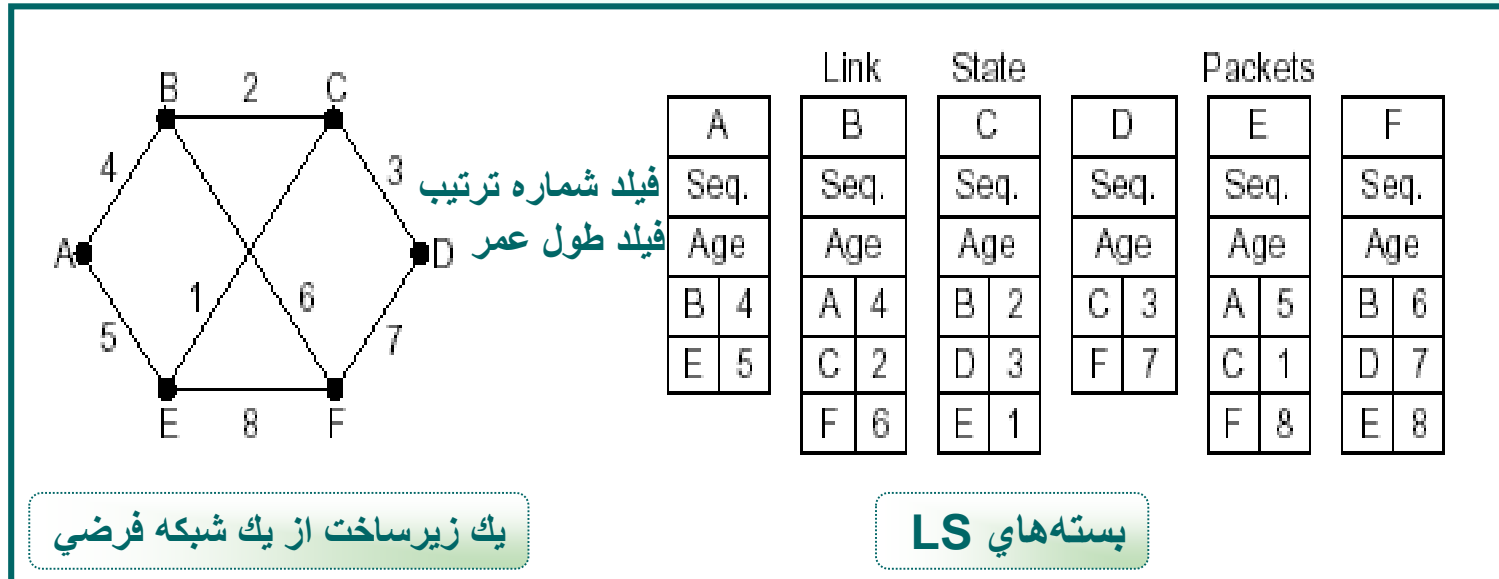 B 2 C
4 3
A D
1 6
5 7
E 8 F
فيلد شماره ترتيب
فيلد طول عمر
Link State Packets
A B C D E F
Seq. Seq. Seq. Seq. Seq. Seq.
Age Age Age Age Age Age
B 4 A 4 B 2 C 3 A 5 B 6
E 5 C 2 D 3 F 7 C 1 D 7
F 6 E 1 F 8 E 8
يك زيرساخت از يك شبكه فرضي
بسته‌هاي LS